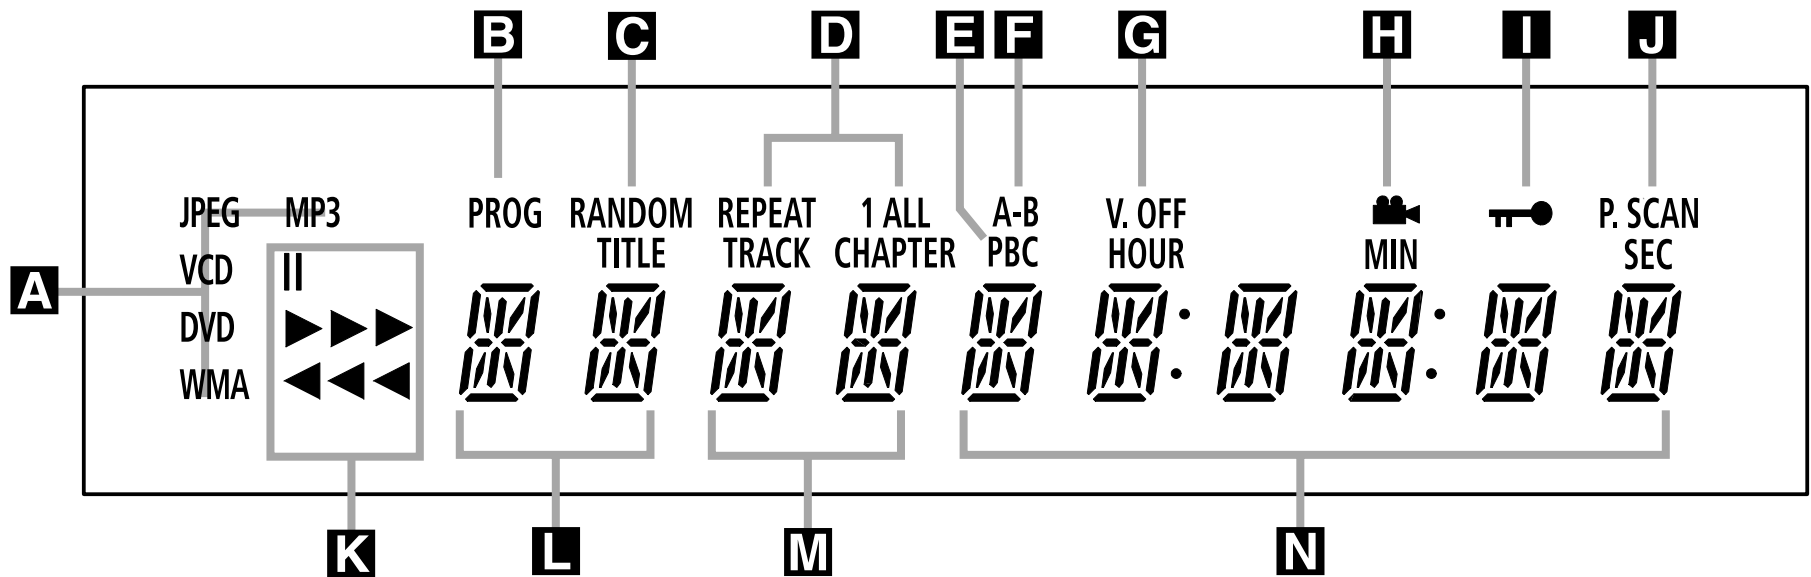 B C D E F G H I J
JPEG MP3 PROG RANDOM REPEAT 1 ALL A-B V. OFF P. SCAN
TITLE TRACK CHAPTER PBC HOUR MIN SEC
VCD
A
DVD
WMA
K L M N